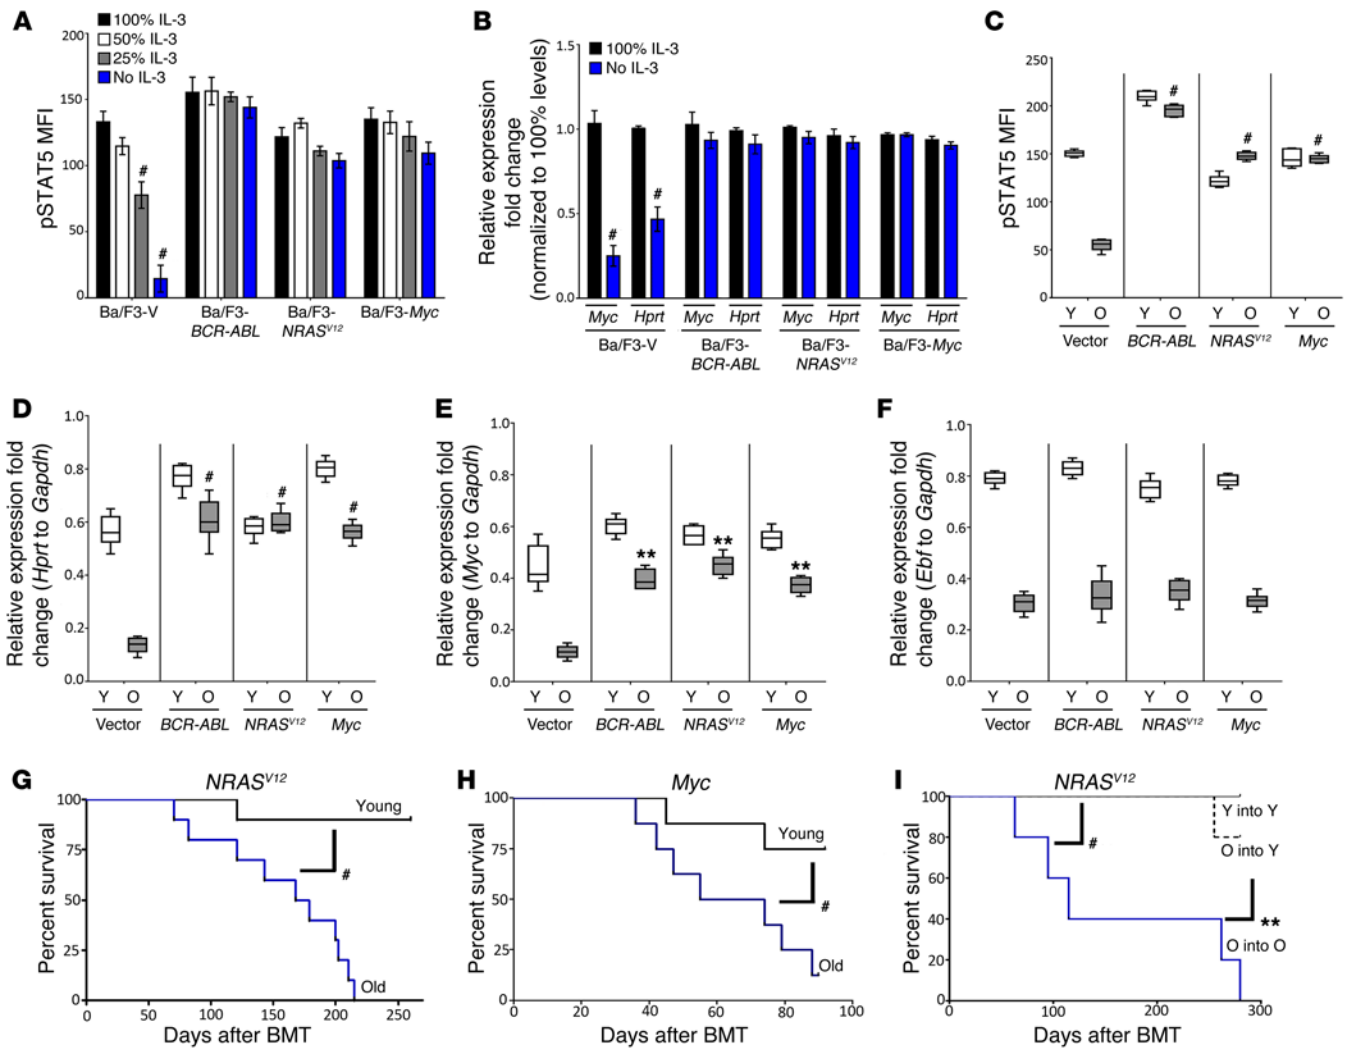 A
100% IL-3
50% IL-3
25% IL-3
No IL-3
pSTAT5 MFI
200
150
100
50
0
#
#
Ba/F3-V
Ba/F3-
BCR-ABL
Ba/F3-
NRASV12
Ba/F3-Myc
B
100% IL-3
No IL-3
Relative expression
fold change
(normalized to 100% levels)
1.5
1.0
0.5
0.0
#
#
Myc Hprt Myc Hprt Myc Hprt Myc Hprt
Ba/F3-V
Ba/F3-
BCR-ABL
Ba/F3-
NRASV12
Ba/F3-Myc
C
pSTAT5 MFI
250
200
150
100
50
0
#
#
#
Y O Y O Y O Y O
Vector BCR-ABL NRASV12 Myc
D
Relative expression fold
change (Hprt to Gapdh)
1.0
0.8
0.6
0.4
0.2
0.0
#
#
#
Y O Y O Y O Y O
Vector BCR-ABL NRASV12 Myc
E
Relative expression fold
change (Myc to Gapdh)
1.0
0.8
0.6
0.4
0.2
0.0
**
**
**
Y O Y O Y O Y O
Vector BCR-ABL NRASV12 Myc
F
Relative expression fold
change (Ebf to Gapdh)
1.0
0.8
0.6
0.4
0.2
0.0
Y O Y O Y O Y O
Vector BCR-ABL NRASV12 Myc
G
NRASV12
Percent survival
100
75
50
25
0
Young
#
Old
0 50 100 150 200 250
Days after BMT
H
Myc
Percent survival
100
75
50
25
0
Young
#
Old
0 20 40 60 80 100
Days after BMT
I
NRASV12
Percent survival
100
80
60
40
20
0
Y into Y
#
O into Y
**
O into O
0 100 200 300
Days after BMT